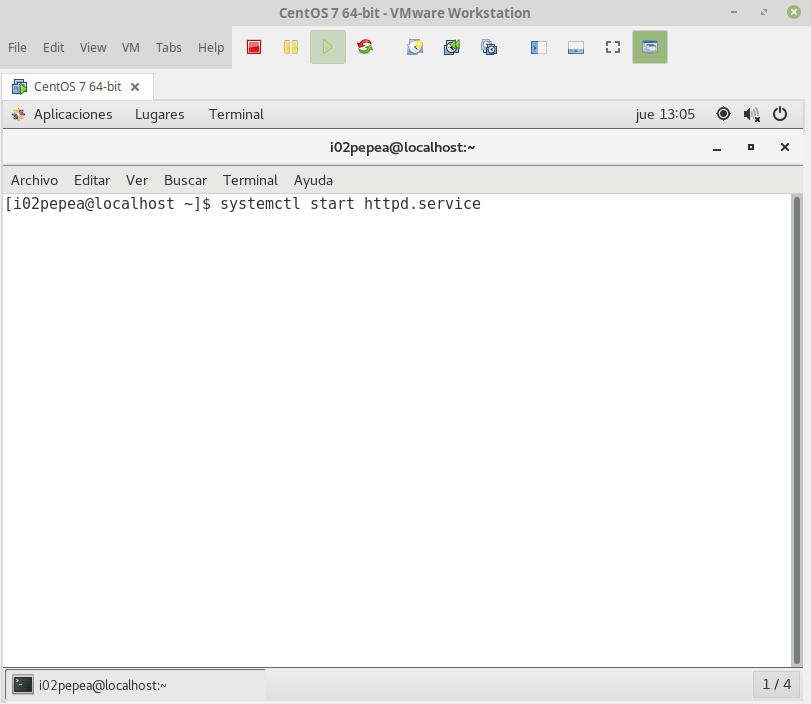 CentOS 7 64-bit - VMware Workstation
File Edit View VM Tabs Help
CentOS 7 64-bit
Aplicaciones Lugares Terminal jue 13:05
i02pepea@localhost:~
Archivo Editar Ver Buscar Terminal Ayuda
[i02pepea@localhost ~]$ systemctl start httpd.service
i02pepea@localhost:~ 1 / 4